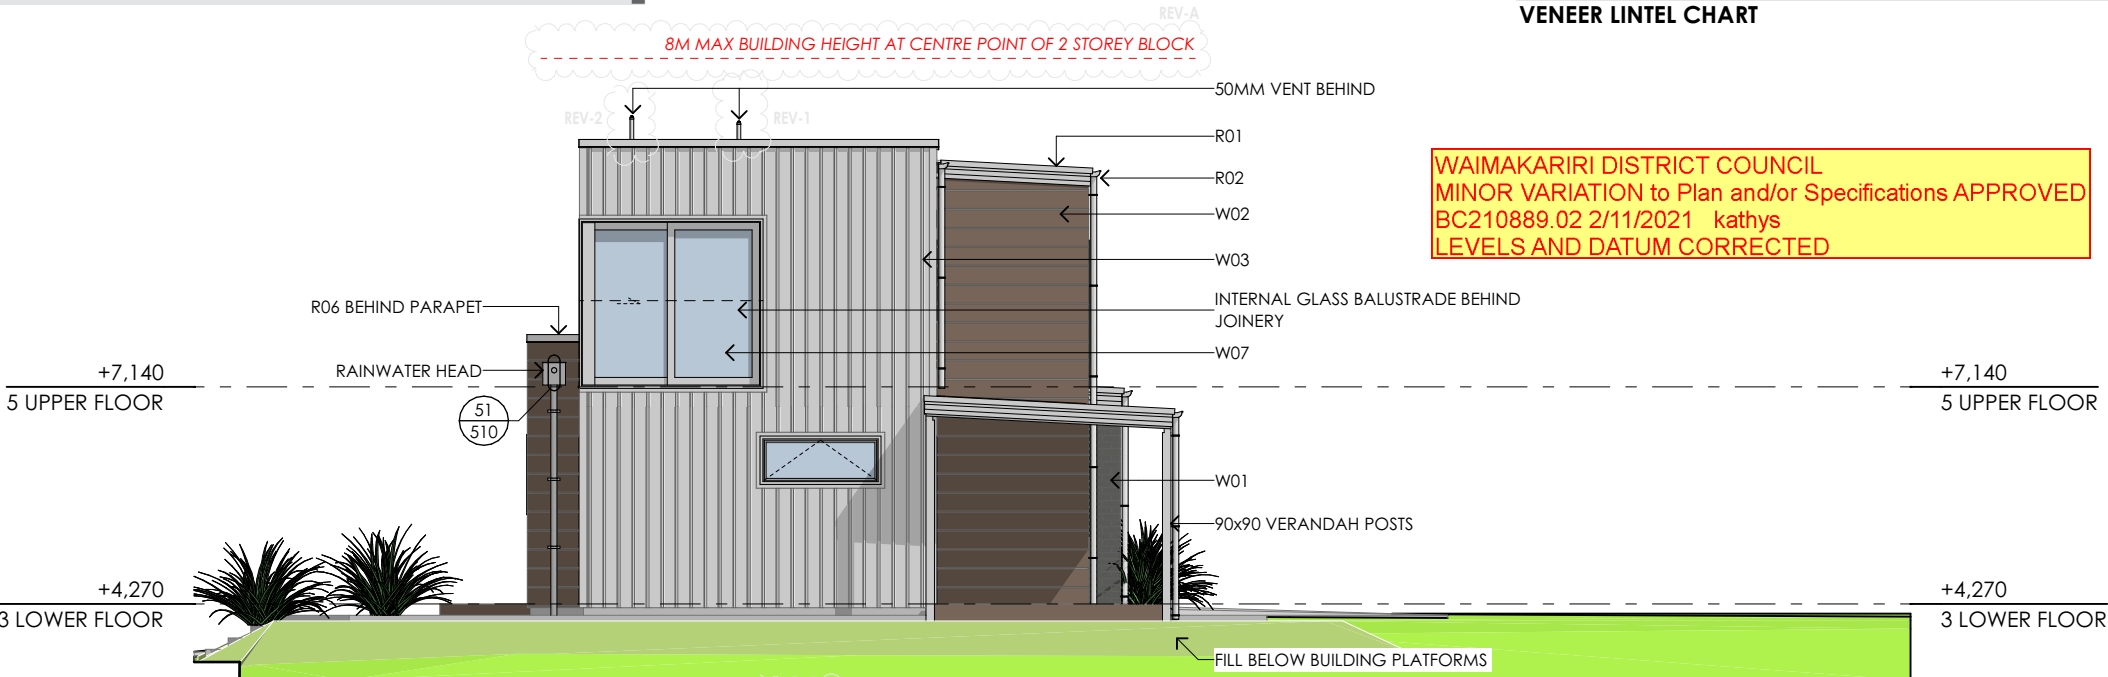 VENEER LINTEL CHART
REV-A
8M MAX BUILDING HEIGHT AT CENTRE POINT OF 2 STOREY BLOCK
50MM VENT BEHIND
REV-2
REV-1
R01
R02
W02
W03
WAIMAKARIRI DISTRICT COUNCIL
MINOR VARIATION to Plan and/or Specifications APPROVED
BC210889.02 2/11/2021 kathys
LEVELS AND DATUM CORRECTED
R06 BEHIND PARAPET
INTERNAL GLASS BALUSTRADE BEHIND
JOINERY
W07
RAINWATER HEAD
+7,140
5 UPPER FLOOR
+7,140
5 UPPER FLOOR
51
510
W01
90x90 VERANDAH POSTS
+4,270
3 LOWER FLOOR
+4,270
3 LOWER FLOOR
FILL BELOW BUILDING PLATFORMS